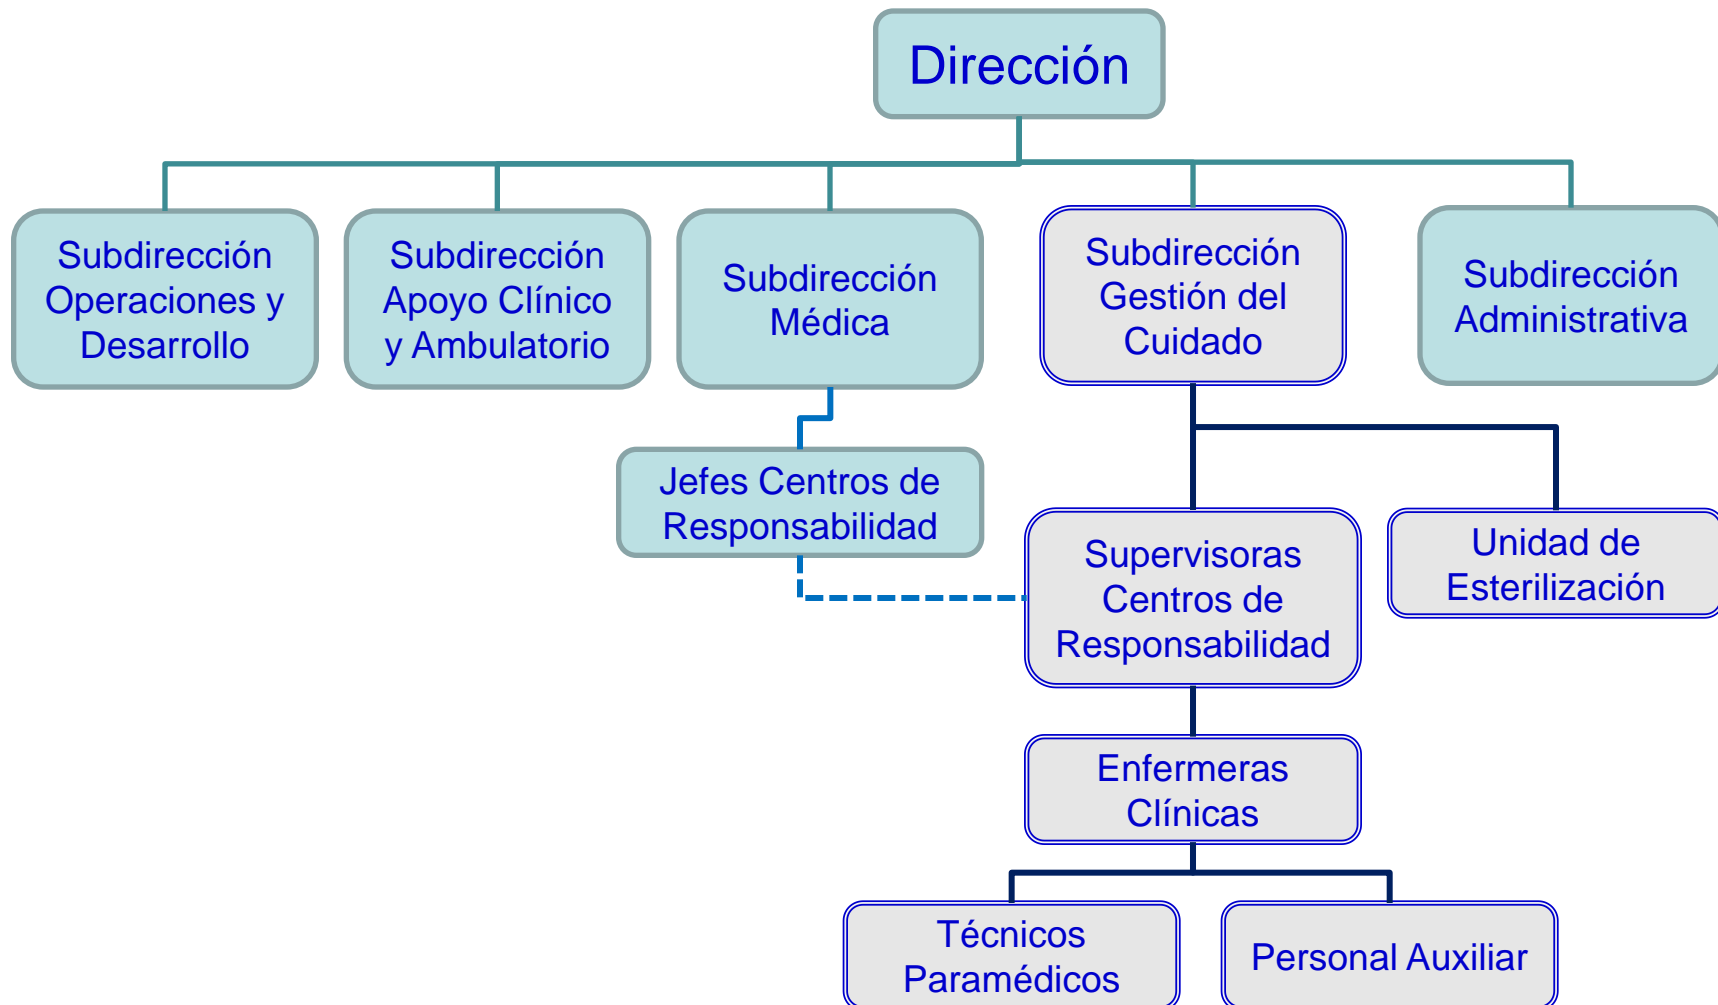 Dirección
Subdirección
Operaciones y
Desarrollo
Subdirección
Apoyo Clínico
y Ambulatorio
Subdirección
Médica
Subdirección
Gestión del
Cuidado
Subdirección
Administrativa
Jefes Centros de
Responsabilidad
Supervisoras
Centros de
Responsabilidad
Unidad de
Esterilización
Enfermeras
Clínicas
Técnicos
Paramédicos
Personal Auxiliar